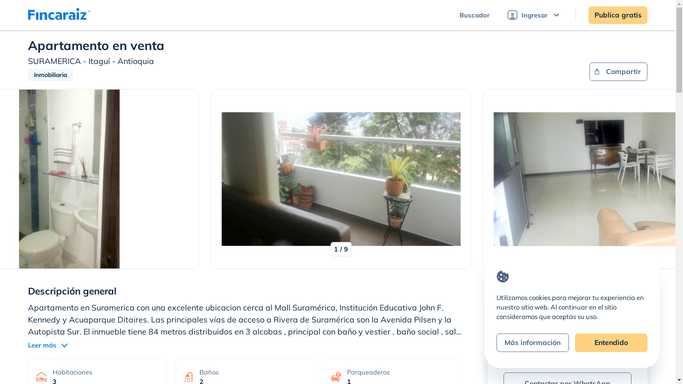 Fincaraiz
Buscador
Ingresar
Publica gratis
Apartamento en venta
SURAMERICA - Itaguí - Antioquia
Inmobiliaria
Compartir
1 / 9
Descripción general
Apartamento en Suramerica con una excelente ubicacion cerca al Mall Suramérica, Institución Educativa John F.
Kennedy y Acuaparque Ditaires. Las principales vías de acceso a Rivera de Suramérica son la Avenida Pilsen y la
Autopista Sur. El inmueble tiene 84 metros distribuidos en 3 alcobas , principal con baño y vestier , baño social , sal...
Leer más
Habitaciones
3
Baños
2
Parqueaderos
1
Utilizamos cookies para mejorar tu experiencia en
nuestro sitio web. Al continuar en el sitio
consideramos que aceptas su uso.
Más información
Entendido
Contactar por WhatsApp